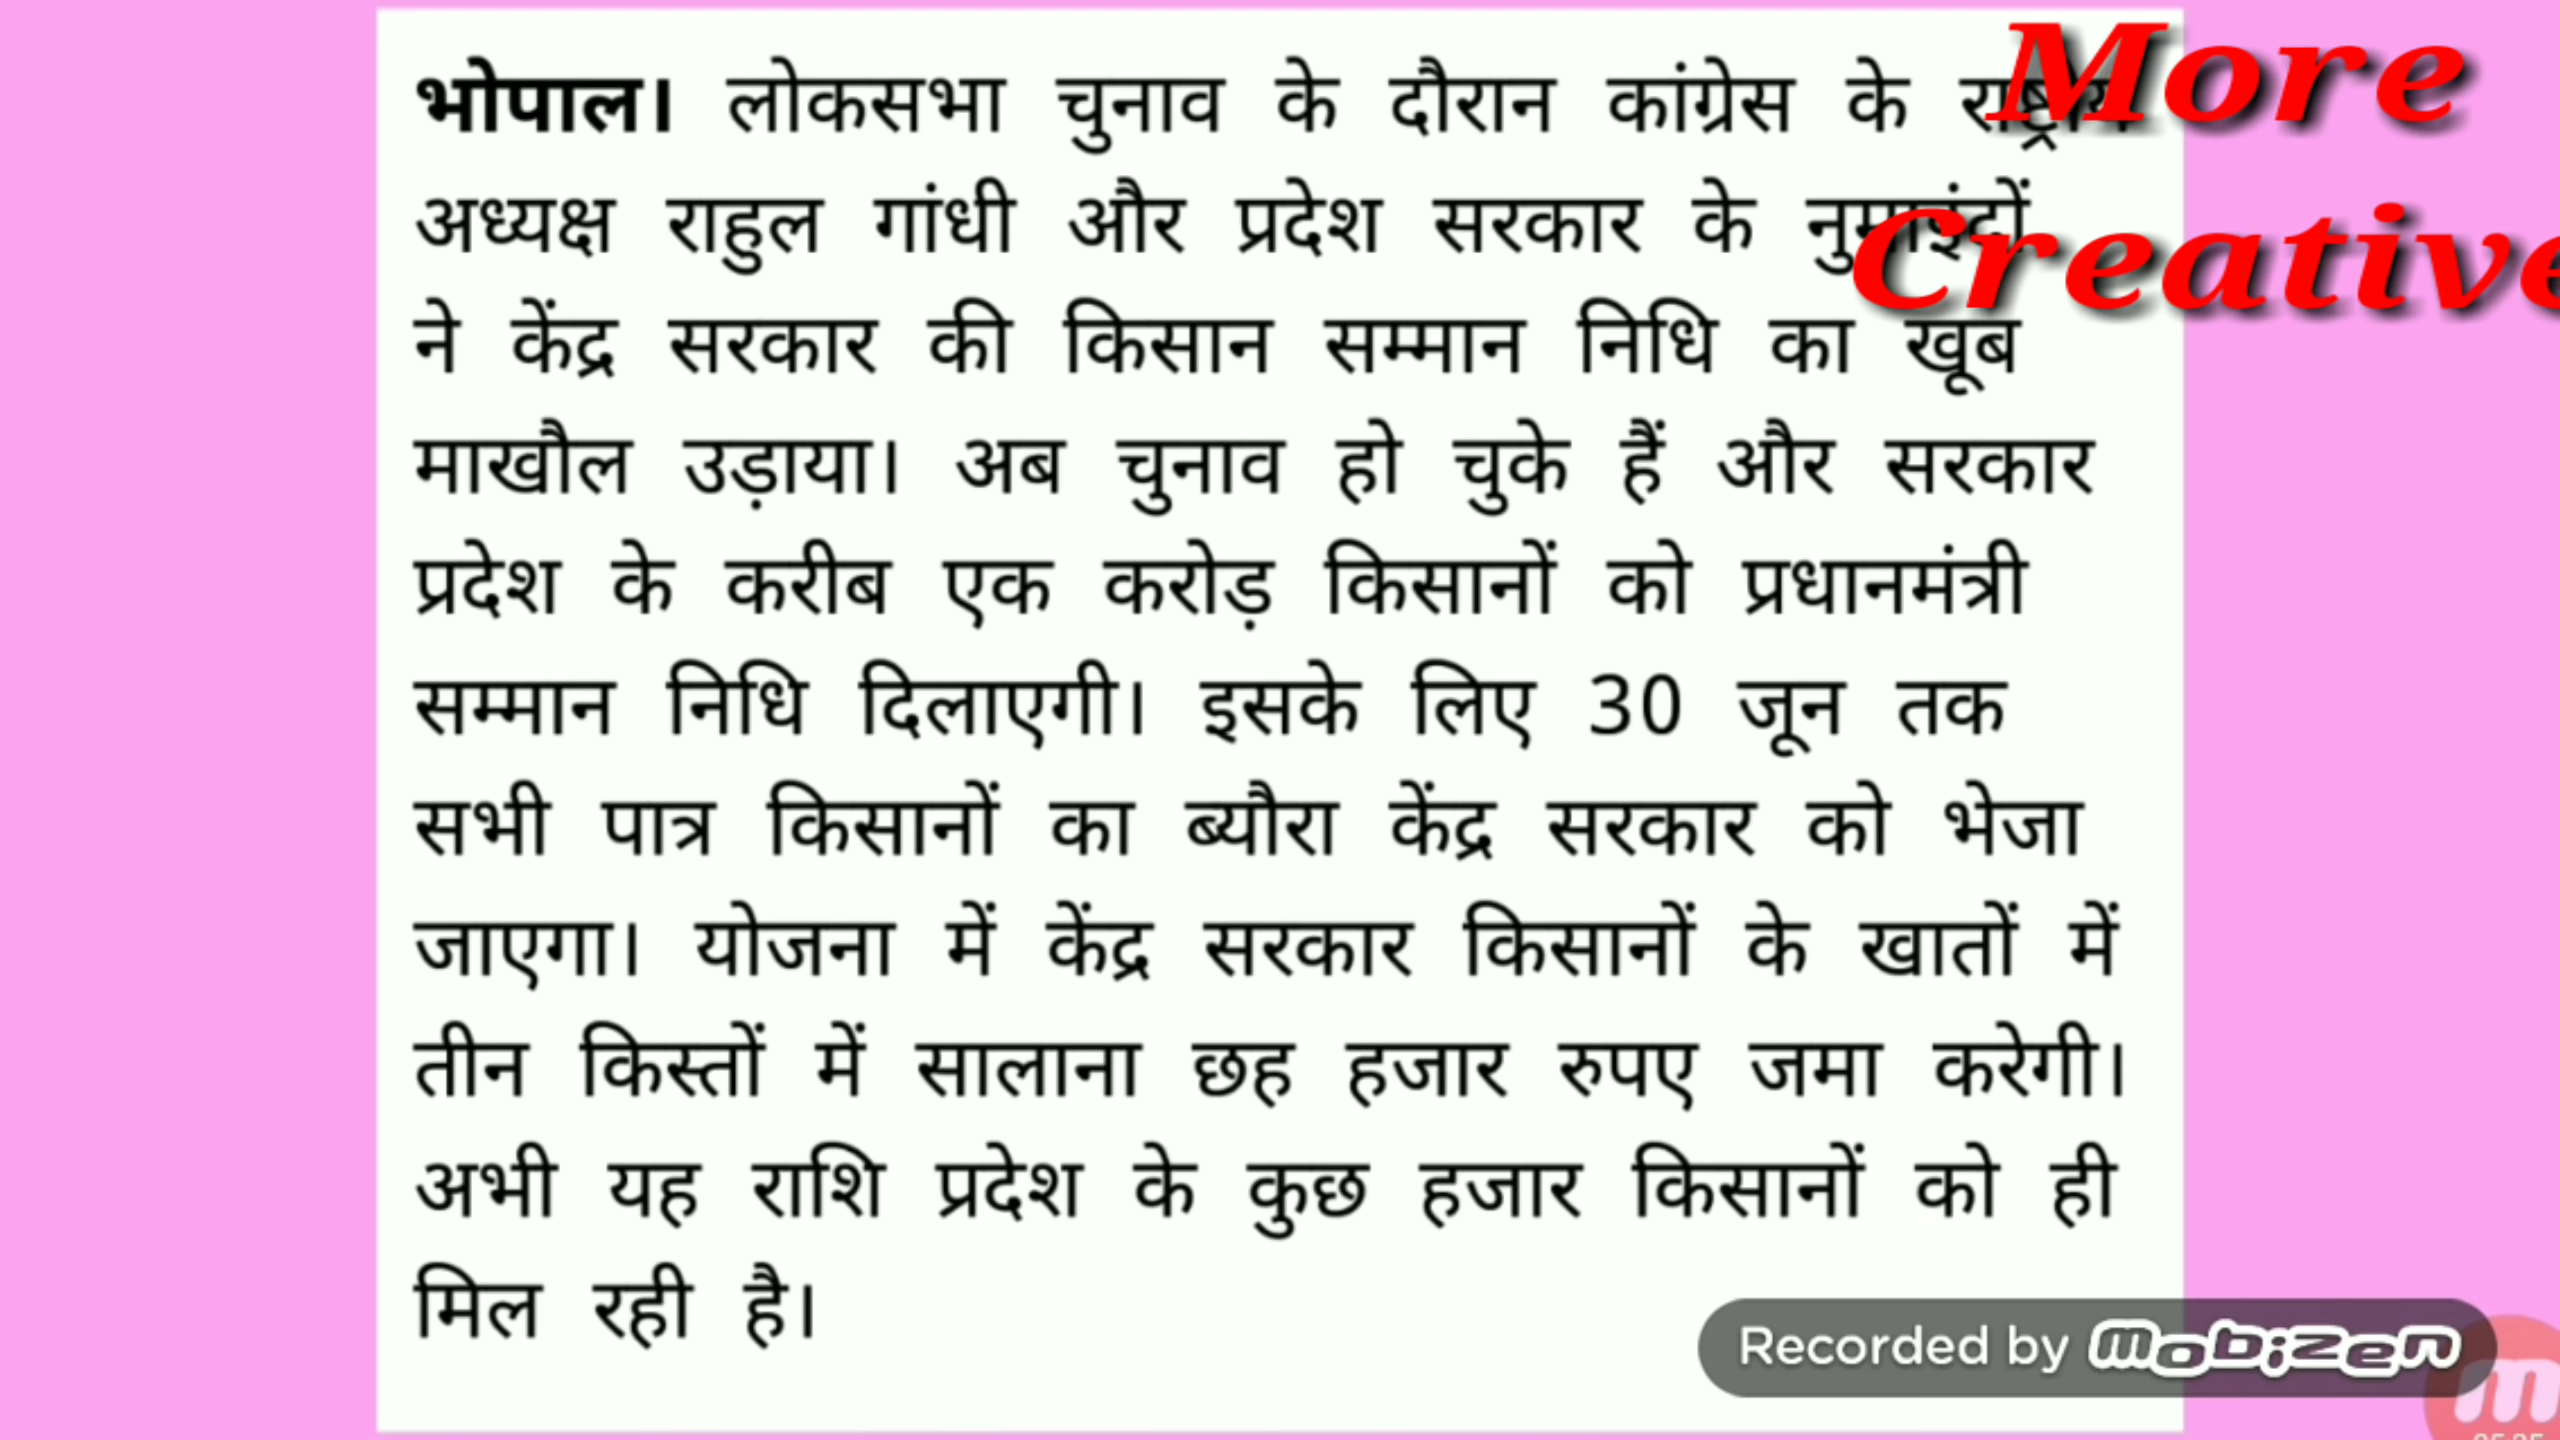 भोपाल। लोकसभा चुनाव के दौरान कांग्रेस के राष्ट्रीय
अध्यक्ष राहुल गांधी और प्रदेश सरकार के नुमाइंदों
ने केंद्र सरकार की किसान सम्मान निधि का खूब
माखौल उड़ाया। अब चुनाव हो चुके हैं और सरकार
प्रदेश के करीब एक करोड़ किसानों को प्रधानमंत्री
सम्मान निधि दिलाएगी। इसके लिए 30 जून तक
सभी पात्र किसानों का ब्यौरा केंद्र सरकार को भेजा
जाएगा। योजना में केंद्र सरकार किसानों के खातों में
तीन किस्तों में सालाना छह हजार रुपए जमा करेगी।
अभी यह राशि प्रदेश के कुछ हजार किसानों को ही
मिल रही है।
More
Creative
Recorded by mobizen